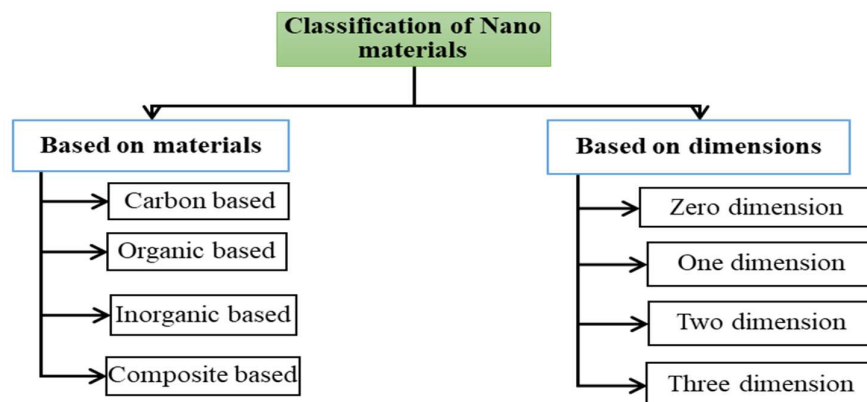 Classification of Nano
materials
Based on materials
Carbon based
Organic based
Inorganic based
Composite based
Based on dimensions
Zero dimension
One dimension
Two dimension
Three dimension